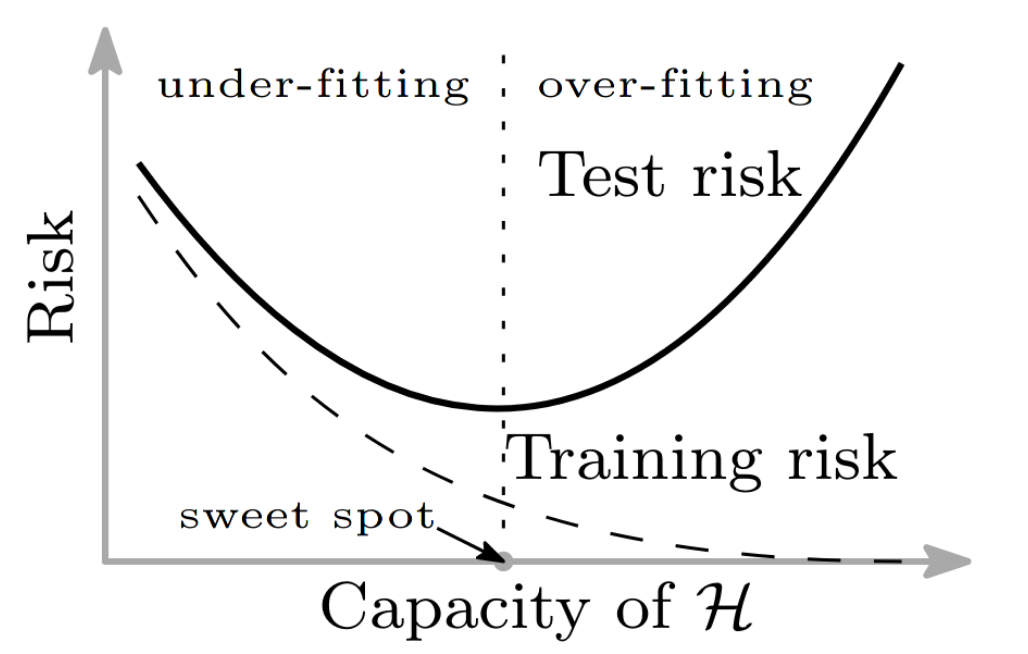 under-fitting
over-fitting
Test risk
Risk
Training risk
sweet spot
Capacity of ℋ